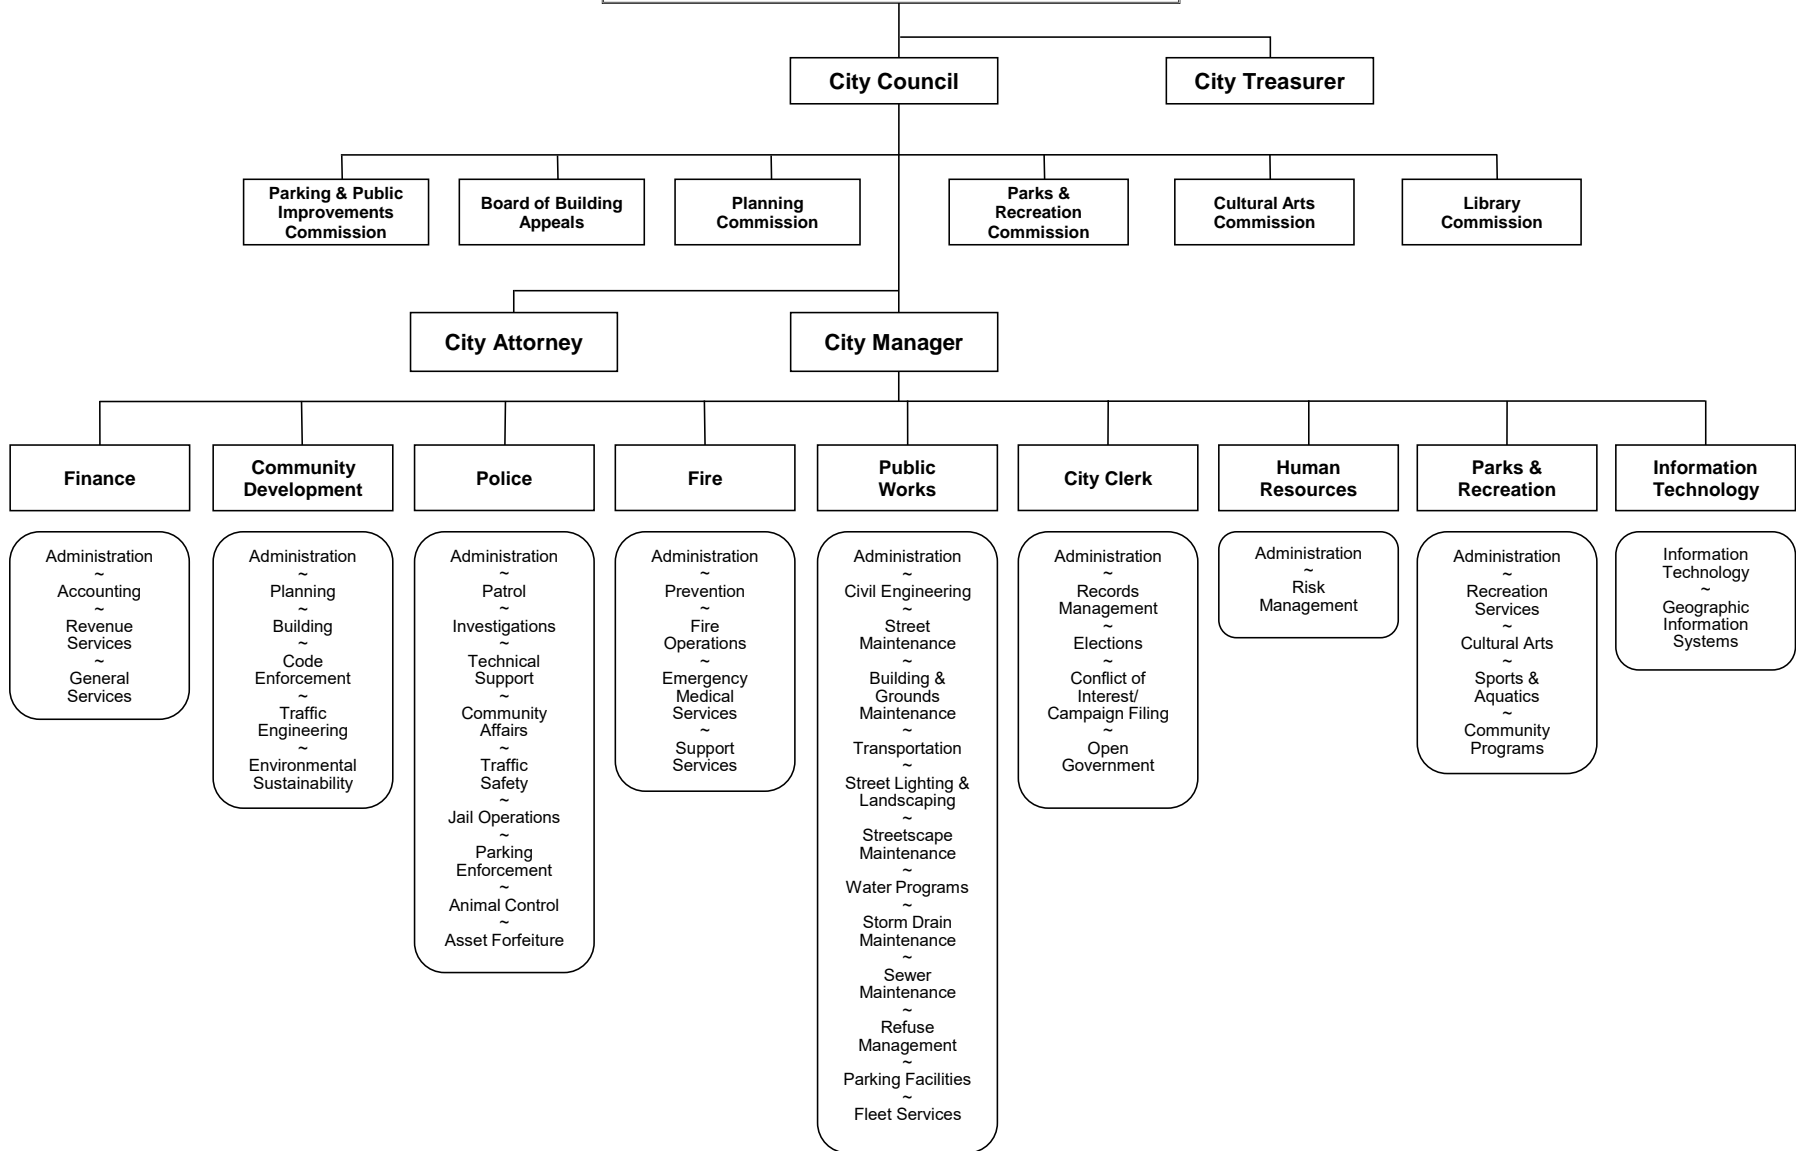 City Council
City Treasurer
Parking & Public
Improvements
Commission
Board of Building
Appeals
Planning
Commission
Parks &
Recreation
Commission
Cultural Arts
Commission
Library
Commission
City Attorney
City Manager
Finance
Community
Development
Police
Fire
Public
Works
City Clerk
Human
Resources
Parks &
Recreation
Information
Technology
Administration
~
Accounting
~
Revenue
Services
~
General
Services
Administration
~
Planning
~
Building
~
Code
Enforcement
~
Traffic
Engineering
~
Environmental
Sustainability
Administration
~
Patrol
~
Investigations
~
Technical
Support
~
Community
Affairs
~
Traffic
Safety
~
Jail Operations
~
Parking
Enforcement
~
Animal Control
~
Asset Forfeiture
Administration
~
Prevention
~
Fire
Operations
~
Emergency
Medical
Services
~
Support
Services
Administration
~
Civil Engineering
~
Street
Maintenance
~
Building &
Grounds
Maintenance
~
Transportation
~
Street Lighting &
Landscaping
~
Streetscape
Maintenance
~
Water Programs
~
Storm Drain
Maintenance
~
Sewer
Maintenance
~
Refuse
Management
~
Parking Facilities
~
Fleet Services
Administration
~
Records
Management
~
Elections
~
Conflict of
Interest/
Campaign Filing
~
Open
Government
Administration
~
Risk
Management
Administration
~
Recreation
Services
~
Cultural Arts
~
Sports &
Aquatics
~
Community
Programs
Information
Technology
~
Geographic
Information
Systems